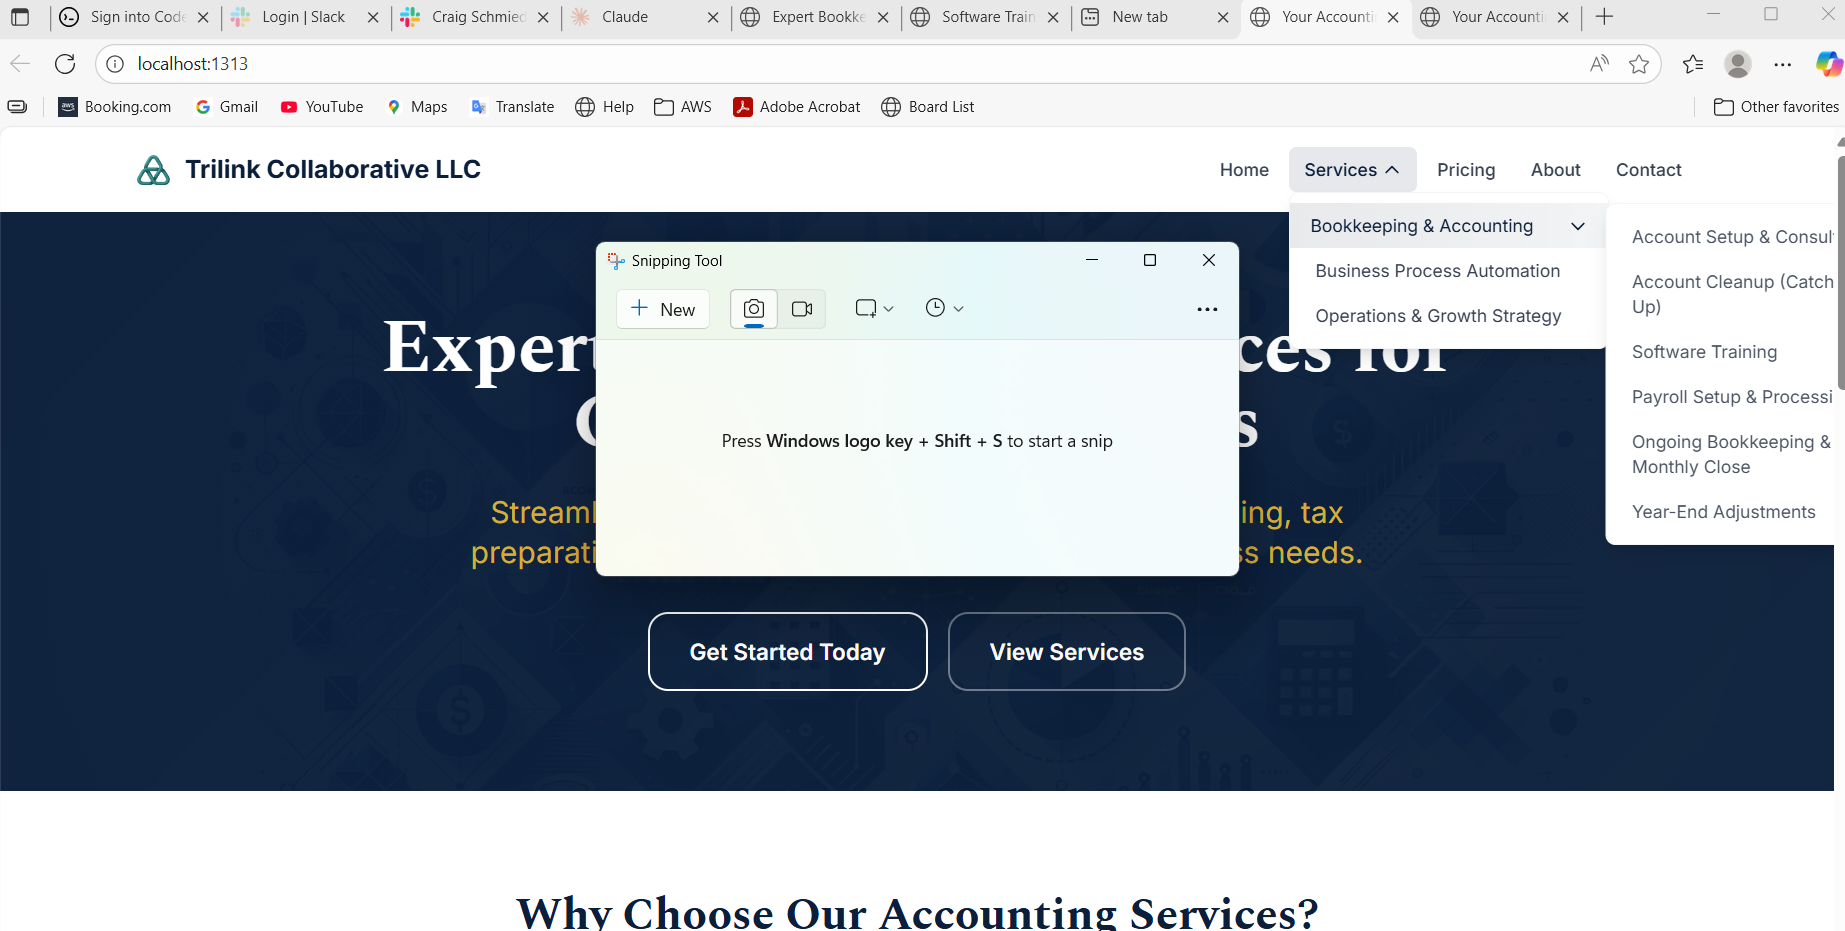 Sign into Code
Login | Slack
Craig Schmied
Claude
Expert Bookke
Software Train
New tab
Your Accounti
Your Accounti
localhost:1313
Booking.com
Gmail
YouTube
Maps
Translate
Help
AWS
Adobe Acrobat
Board List
Other favorites
Trilink Collaborative LLC
Home
Services
Pricing
About
Contact
Bookkeeping & Accounting
Business Process Automation
Operations & Growth Strategy
Account Setup & Consult
Account Cleanup (Catch
Up)
Software Training
Payroll Setup & Processi
Ongoing Bookkeeping &
Monthly Close
Year-End Adjustments
Snipping Tool
New
Press Windows logo key + Shift + S to start a snip
Expert ces for
s
Streaml ing, tax
preparati ss needs.
Get Started Today
View Services
Why Choose Our Accounting Services?